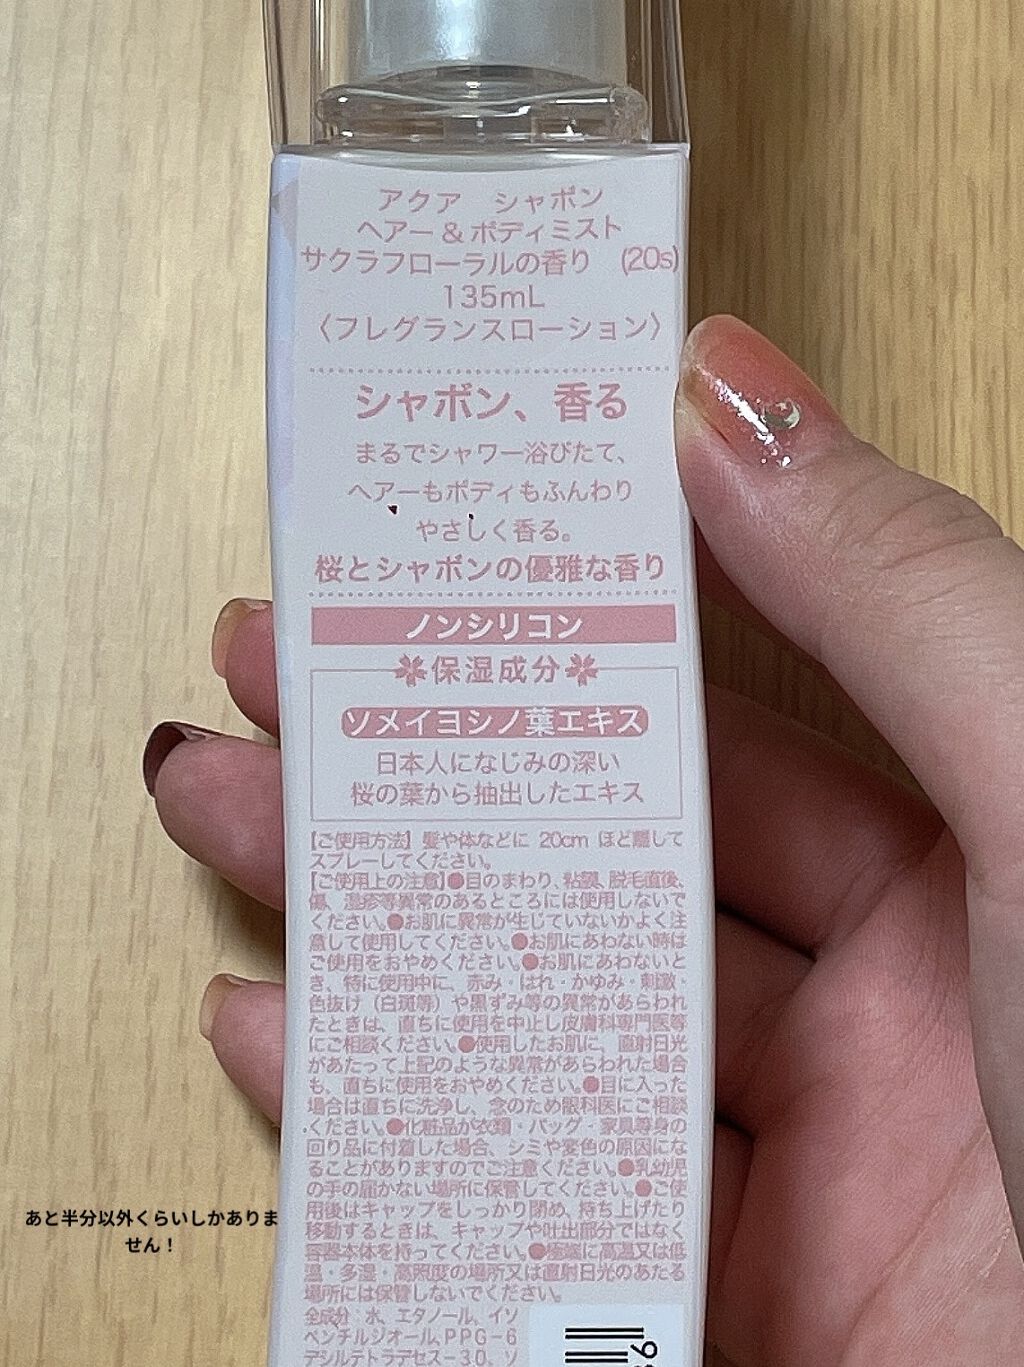 アクア シャボン
ヘアー&ボディミスト
サクラフローラルの香り (20s)
135mL
〈フレグランスローション〉
シャボン、香る
まるでシャワー浴びたて、
ヘアーもボディもふんわり
やさしく香る。
桜とシャボンの優雅な香り
ノンシリコン
保湿成分
ソメイヨシノ葉エキス
日本人になじみの深い
桜の葉から抽出したエキス
【ご使用方法】髪や体などに 20cm ほど離して
スプレーしてください。
【ご使用上の注意】●目のまわり、粘膜、脱毛直後、
傷、湿疹等異常のあるところには使用しないで
ください。●お肌に異常が生じていないかよく注
意して使用してください。●お肌にあわない時は
ご使用をおやめください。●お肌にあわないと
き、特に使用中に、赤み・はれ・かゆみ・刺激・
色抜け（白斑等）や黒ずみ等の異常があらわれ
たときは、直ちに使用を中止し皮膚科専門医等
にご相談ください。●使用したお肌に、直射日光
があたって上記のような異常があらわれた場合
も、直ちに使用をおやめください。●目に入った
場合は直ちに洗浄し、念のため眼科医にご相談
ください。●化粧品が衣類・バッグ・家具等身の
回り品に付着した場合、シミや変色の原因にな
ることがありますのでご注意ください。●乳幼児
の手の届かない場所に保管してください。●ご使
用後はキャップをしっかり閉め、持ち上げたり
移動するときは、キャップや吐出部分ではなく
容器本体を持ってください。●極端に高温又は低
温・多湿・高照度の場所又は直射日光のあたる
場所には保管しないでください。
全成分：水、エタノール、イソ
ペンチルジオール、PPG-6
デシルテトラデセス-30、ソ
あと半分以外くらいしかありま
せん！